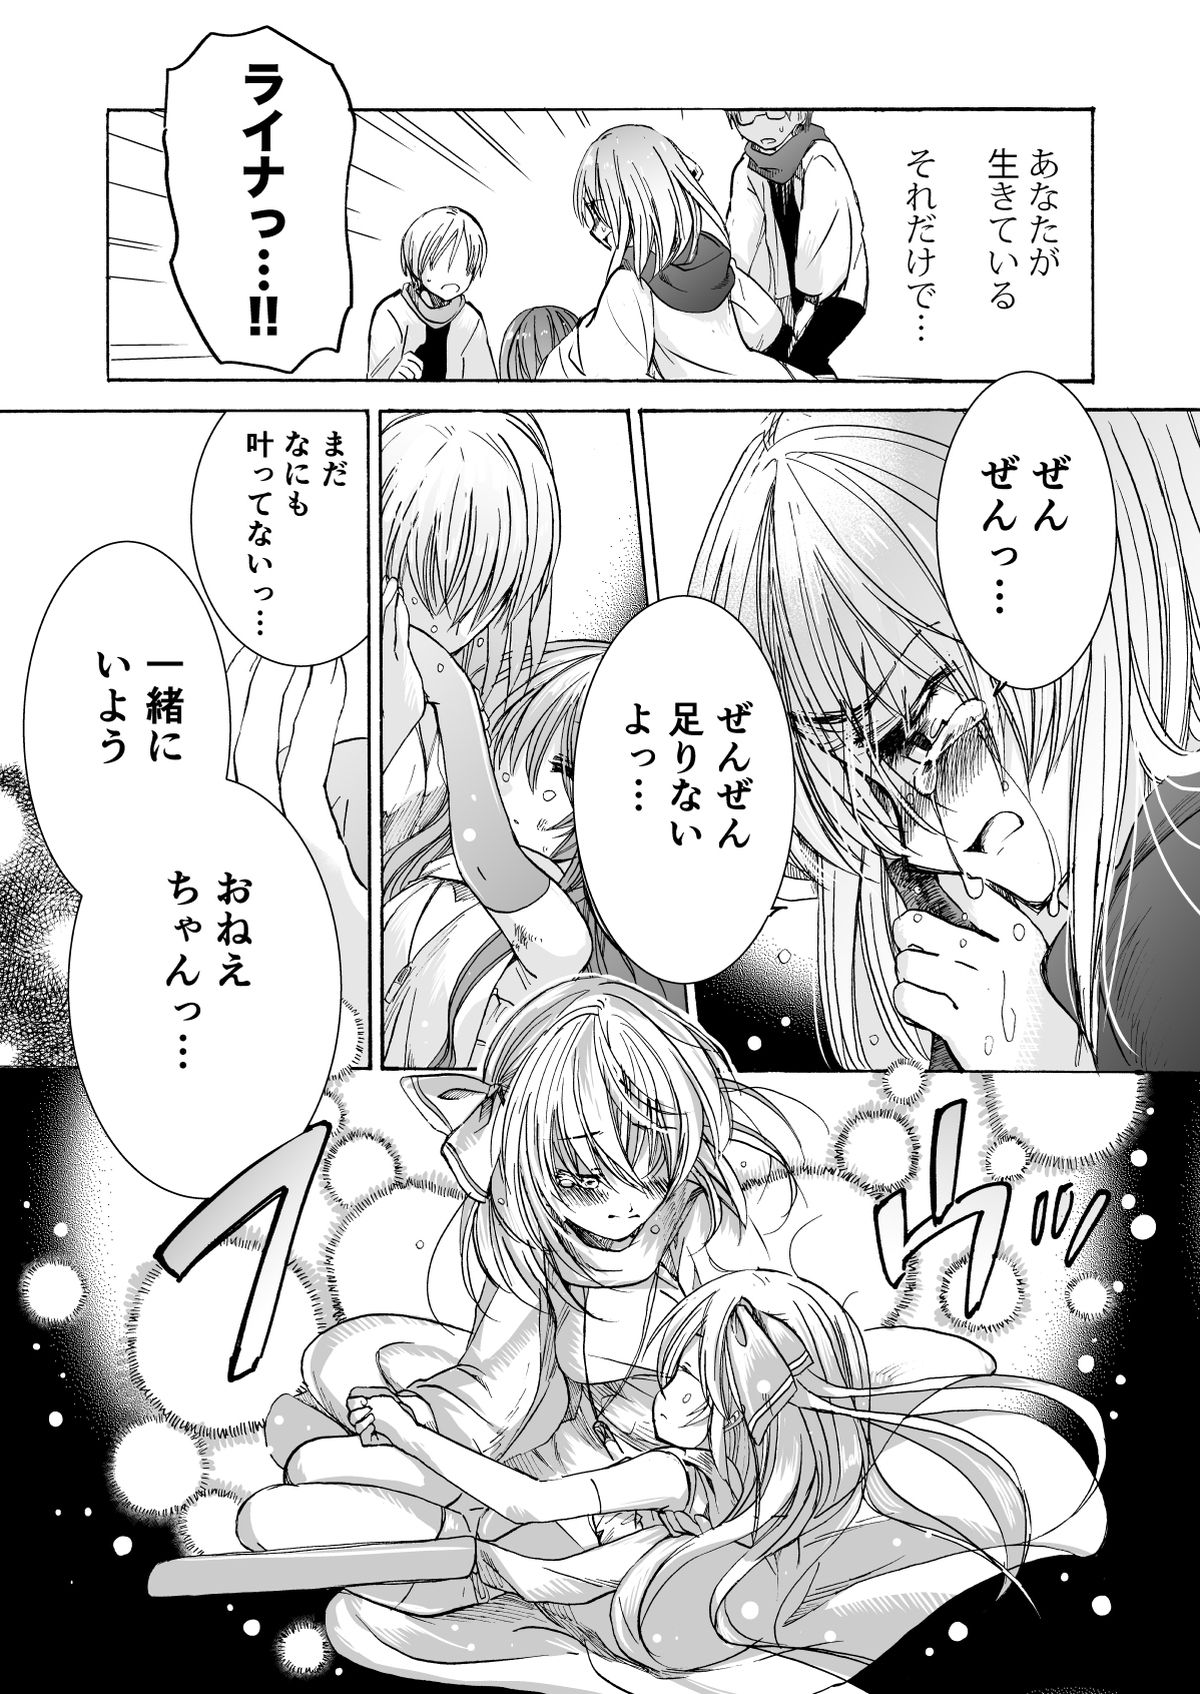 あなたが
生きている
それだけで…
ライナっ…!!
ぜん
ぜんっ…
ぜんぜん
足りない
よっ…
まだ
なにも
叶ってないっ…
一緒に
いよう
おねえ
ちゃんっ…